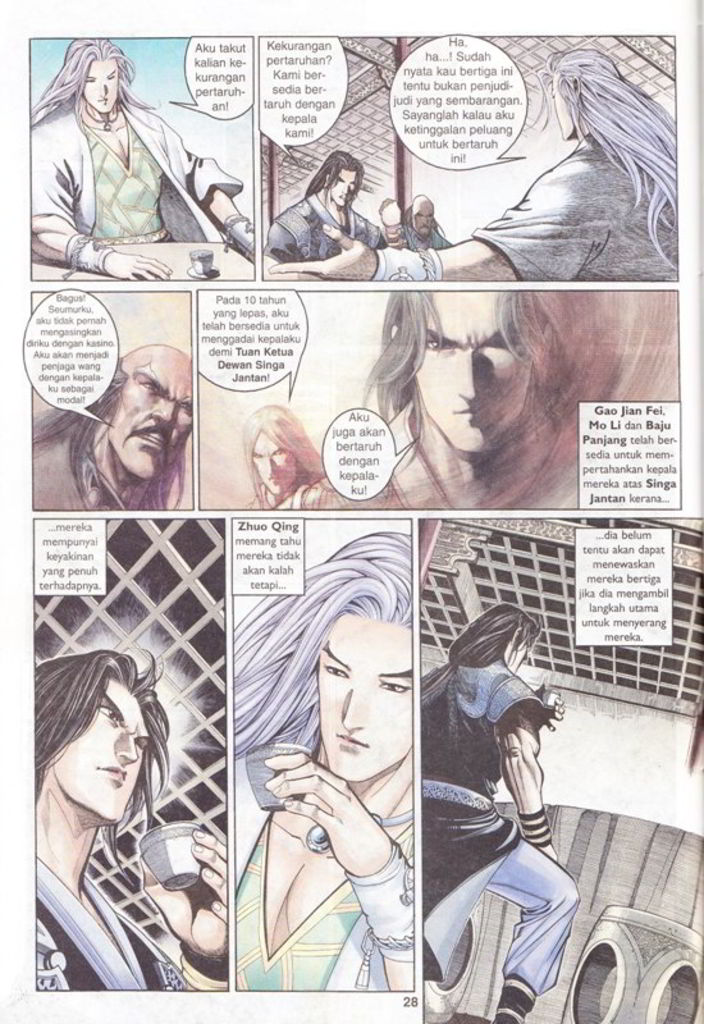 Aku takut
kalian ke-
kurangan
pertaruh-
an!
Kekurangan
pertaruhan?
Kami ber-
sedia ber-
taruh dengan
kepala
kami!
Ha,
ha...! Sudah
nyata kau bertiga ini
tentu bukan penjudi-
judi yang sembarangan.
Sayanglah kalau aku
ketinggalan peluang
untuk bertaruh
ini!
Bagus!
Seumurku,
aku tidak pernah
mengasingkan
diriku dengan kasino.
Aku akan menjadi
penjaga wang
dengan kepala-
ku sebagai
modal!
Pada 10 tahun
yang lepas, aku
telah bersedia untuk
menggadai kepalaku
demi Tuan Ketua
Dewan Singa
Jantan!
Aku
juga akan
bertaruh
dengan
kepala-
ku!
Gao Jian Fei,
Mo Li dan Baju
Panjang telah ber-
sedia untuk mem-
pertahankan kepala
mereka atas Singa
Jantan kerana...
...mereka
mempunyai
keyakinan
yang penuh
terhadapnya.
Zhuo Qing
memang tahu
mereka tidak
akan kalah
tetapi...
...dia belum
tentu akan dapat
menewaskan
mereka bertiga
jika dia mengambil
langkah utama
untuk menyerang
mereka.
28